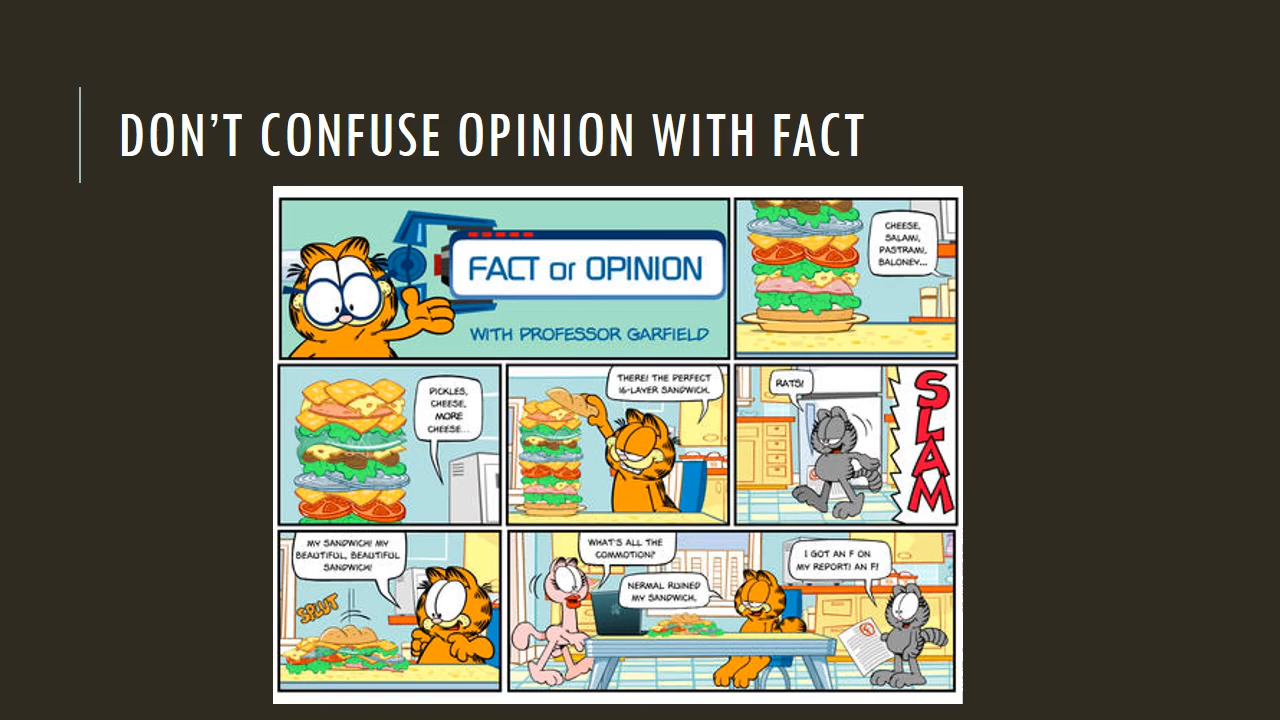 DON'T CONFUSE OPINION WITH FACT
FACT or OPINION
WITH PROFESSOR GARFIELD
CHEESE,
SALAMI,
PASTRAMI,
BALONEY...
PICKLES,
CHEESE,
MORE
CHEESE...
THERE! THE PERFECT
16-LAYER SANDWICH.
RATS!
SLAM
MY SANDWICH! MY
BEAUTIFUL, BEAUTIFUL
SANDWICH!
SPLUT
WHAT'S ALL THE
COMMOTION?
NERMAL RUINED
MY SANDWICH.
I GOT AN F ON
MY REPORT! AN F!
F